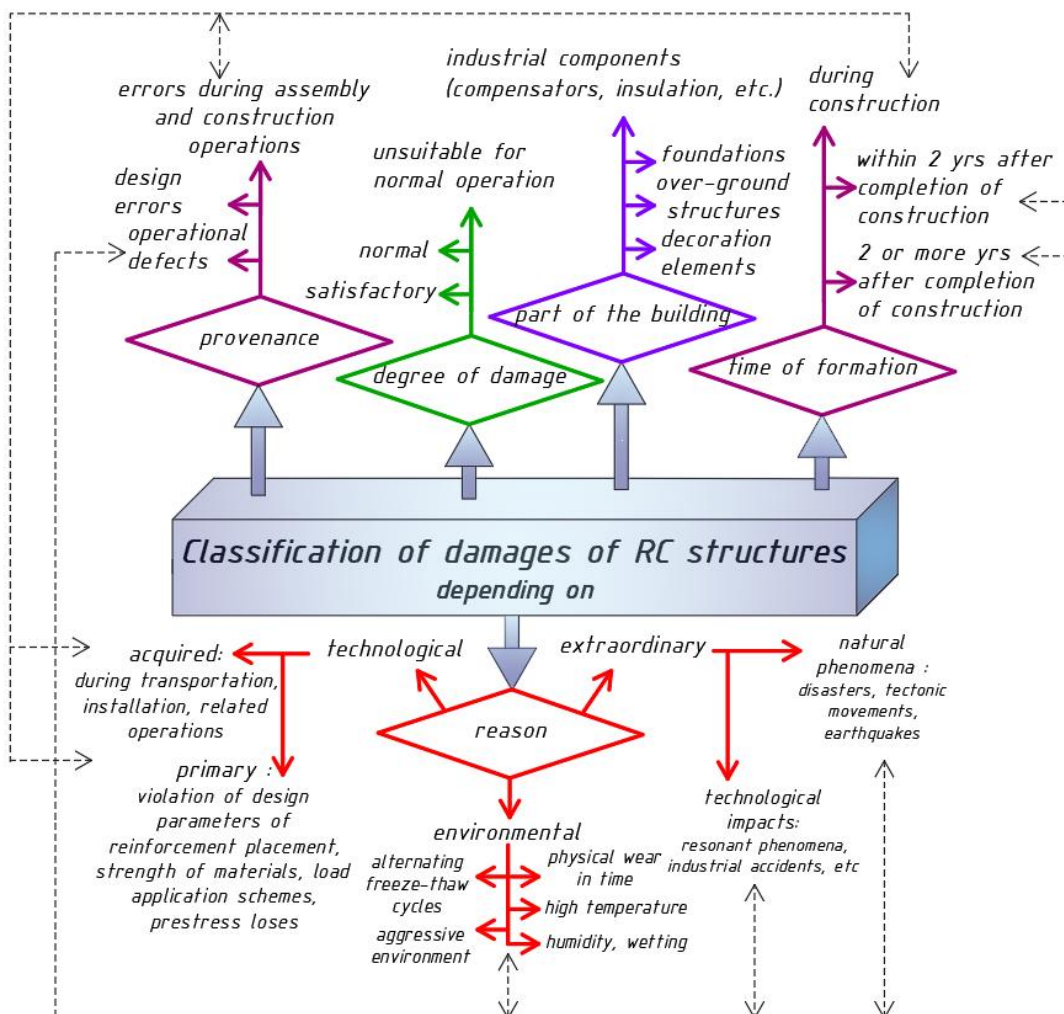 errors during assembly
and construction
operations
design
errors
operational
defects
provenance
unsuitable for
normal operation
normal
satisfactory
degree of damage
industrial components
(compensators, insulation, etc.)
foundations
over-ground
structures
decoration
elements
part of the building
during
construction
within 2 yrs after
completion of
construction
2 or more yrs
after completion
of construction
time of formation
Classification of damages of RC structures
depending on
technological
extraordinary
reason
acquired:
during transportation,
installation, related
operations
primary :
violation of design
parameters of
reinforcement placement,
strength of materials, load
application schemes,
prestress loses
environmental
alternating
freeze-thaw
cycles
aggressive
environment
physical wear
in time
high temperature
humidity, wetting
natural
phenomena :
disasters, tectonic
movements,
earthquakes
technological
impacts:
resonant phenomena,
industrial accidents, etc